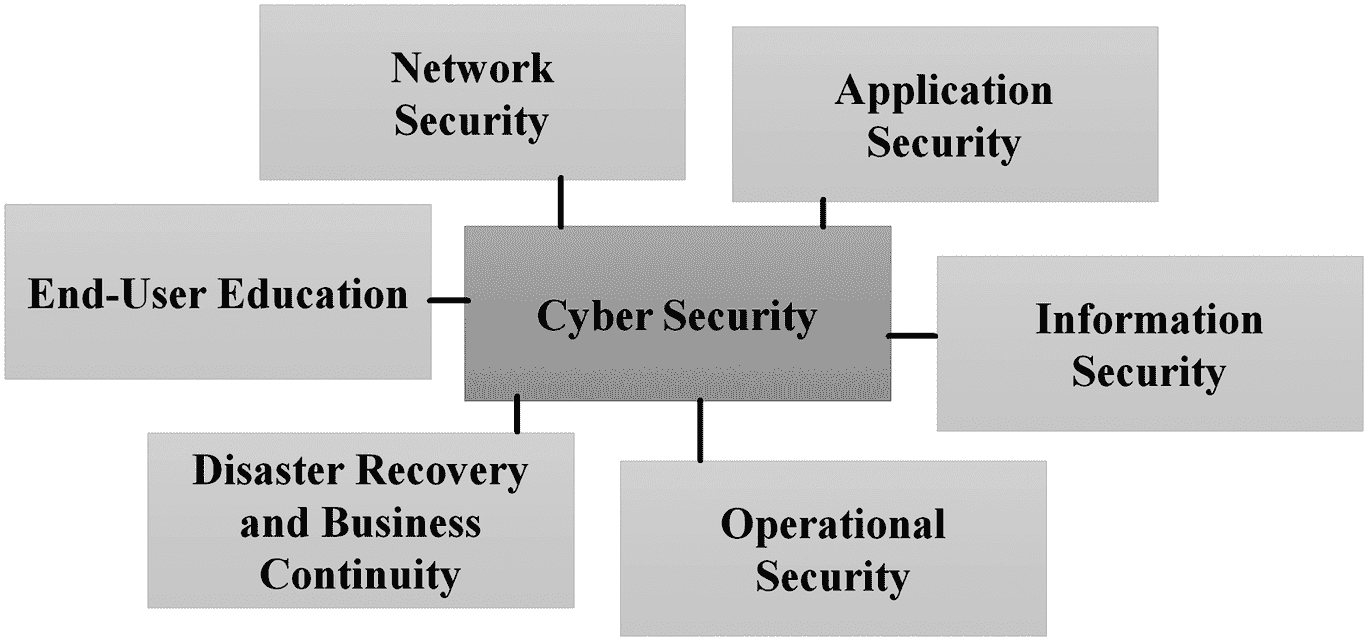 Network
Security
Application
Security
End-User Education
Cyber Security
Information
Security
Disaster Recovery
and Business
Continuity
Operational
Security